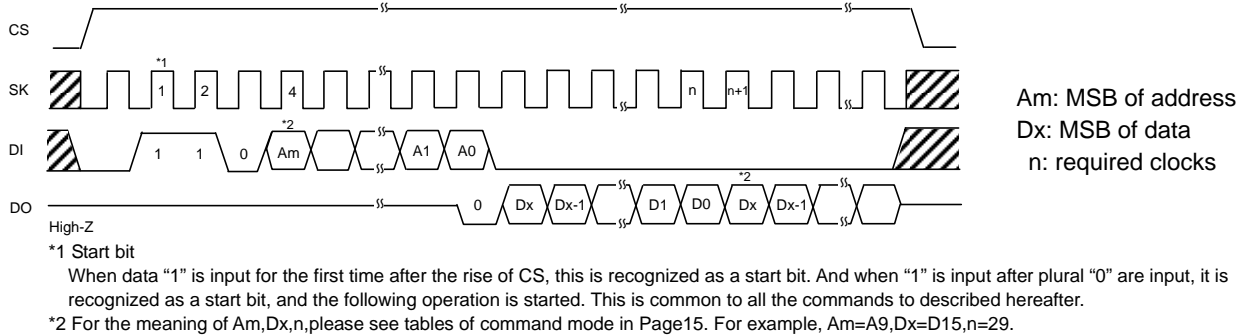 CS
*1
SK 1 2 4 n n+1
*2
DI 1 1 0 Am A1 A0
*2
DO 0 Dx Dx-1 D1 D0 Dx Dx-1
High-Z
Am: MSB of address
Dx: MSB of data
n: required clocks
*1 Start bit
When data “1” is input for the first time after the rise of CS, this is recognized as a start bit. And when “1” is input after plural “0” are input, it is
recognized as a start bit, and the following operation is started. This is common to all the commands to described hereafter.
*2 For the meaning of Am,Dx,n,please see tables of command mode in Page15. For example, Am=A9,Dx=D15,n=29.